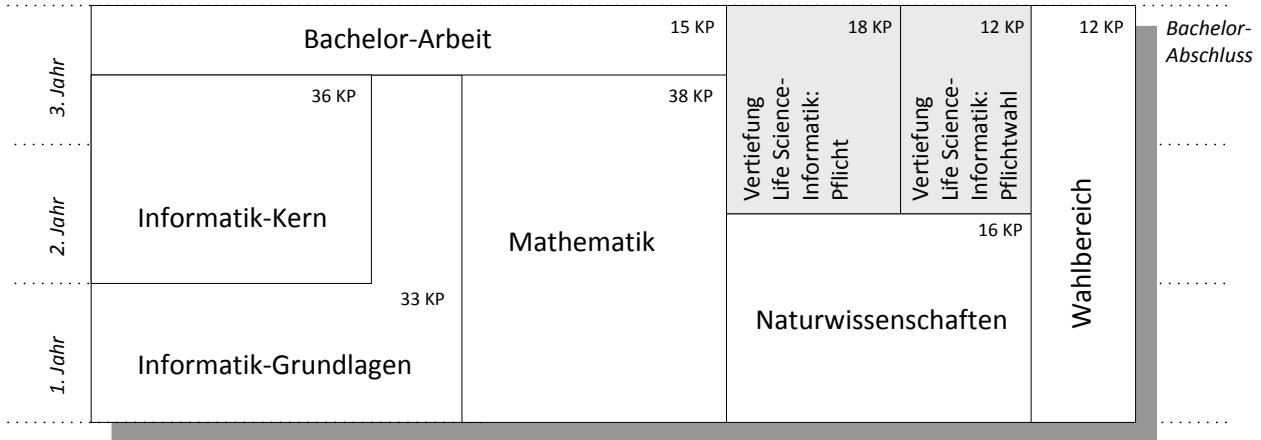 Bachelor-Arbeit
15 KP
18 KP
12 KP
12 KP
Bachelor-
Abschluss
3. Jahr
36 KP
38 KP
Vertiefung
Life Science-
Informatik:
Pflicht
Vertiefung
Life Science-
Informatik:
Pflichtwahl
2. Jahr
Informatik-Kern
Mathematik
16 KP
Wahlbereich
33 KP
Naturwissenschaften
1. Jahr
Informatik-Grundlagen